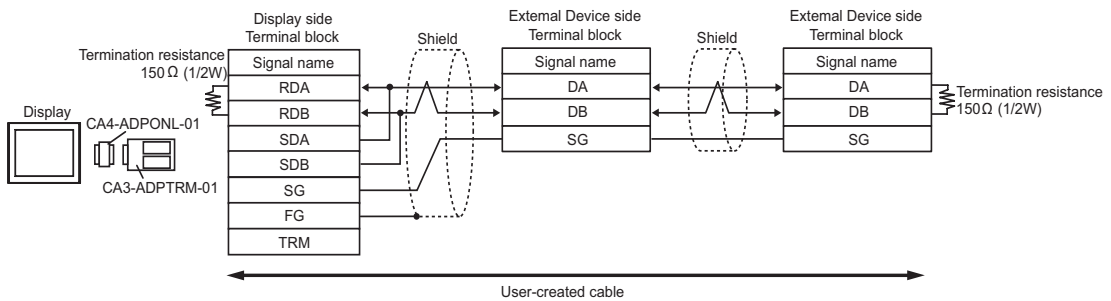 Display side
Terminal block
External Device side
Terminal block
External Device side
Terminal block
Shield
Shield
Termination resistance
150Ω (1/2W)
Signal name
RDA
RDB
SDA
SDB
SG
FG
TRM
Signal name
DA
DB
SG
Signal name
DA
DB
SG
Termination resistance
150Ω (1/2W)
Display
CA4-ADPONL-01
CA3-ADPTRM-01
User-created cable